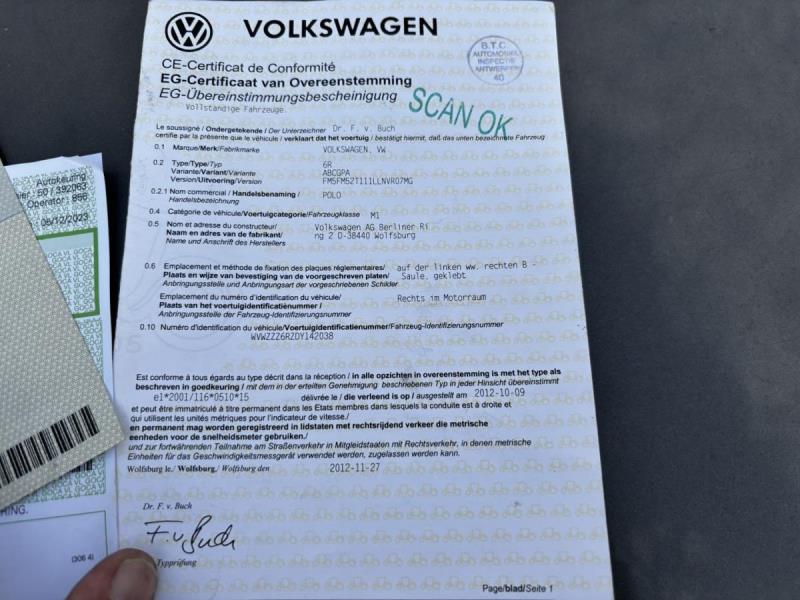 VOLKSWAGEN
B.T.C.
AUTOMOBIEL
INSPECTIE
ANTWERPEN
40
CE-Certificat de Conformité
EG-Certificaat van Overeenstemming
EG-Übereinstimmungsbescheinigung
Vollständige Fahrzeuge.
SCAN OK
Le soussigné / Ondergetekende / Der Unterzeichner Dr. F. v. Buch
certifie par la présente que le véhicule / verklaart dat het voertuig / bestätigt hiermit, daß das unten bezeichnete Fahrzeug
0.1 Marque/Merk/Fabrikmarke VOLKSWAGEN, VW
0.2 Type/Type/Typ 6R
Variante/Variant/Variante ABCGPA
Version/Uitvoering/Version FM5FM52T111LLNVR07MG
0.2.1 Nom commercial / Handelsbenaming / POLO
Handelsbezeichnung
0.4 Catégorie de véhicule/Voertuigcategorie/Fahrzeugklasse M1
0.5 Nom et adresse du constructeur/ Volkswagen AG Berliner Ri
Naam en adres van de fabrikant/ ng 2 D-38440 Wolfsburg
Name und Anschrift des Herstellers
0.6 Emplacement et méthode de fixation des plaques réglementaires/ auf der linken ww. rechten B -
Plaats en wijze van bevestiging van de voorgeschreven platen/ Säule, geklebt
Anbringungsstelle und Anbringungsart der vorgeschriebenen Schilder
Emplacement du numéro d'identification du véhicule/ Rechts im Motorraum
Plaats van het voertuigidentificatienummer /
Anbringungsstelle der Fahrzeug-Identifizierungsnummer
0.10 Numéro d'identification du véhicule/Voertuigidentificatienummer/Fahrzeug-Identifizierungsnummer
WVWZZZ6RZDY142038
Est conforme à tous égards au type décrit dans la réception / in alle opzichten in overeenstemming is met het type als
beschreven in goedkeuring / mit dem in der erteilten Genehmigung beschriebenen Typ in jeder Hinsicht übereinstimmt
e1*2001/116*0510*15 délivrée le / die verleend is op / ausgestellt am 2012-10-09
et peut être immatriculé à titre permanent dans les Etats membres dans lesquels la conduite est à droite et
qui utilisent les unités métriques pour l'indicateur de vitesse./
en permanent mag worden geregistreerd in lidstaten met rechtsrijdend verkeer die metrische
eenheden voor de snelheidsmeter gebruiken./
und zur fortwährenden Teilnahme am Straßenverkehr in Mitgliedstaaten mit Rechtsverkehr, in denen metrische
Einheiten für das Geschwindigkeitsmessgerät verwendet werden, zugelassen werden kann.
Wolfsburg le./ Wolfsburg./ Wolfsburg den 2012-11-27
Dr. F. v. Buch
F. v Buch
Typprüfung
Page/blad/Seite 1
Autokeuring
50 / 392063
Operator: 856
06/12/2023
RING.
(306 4)